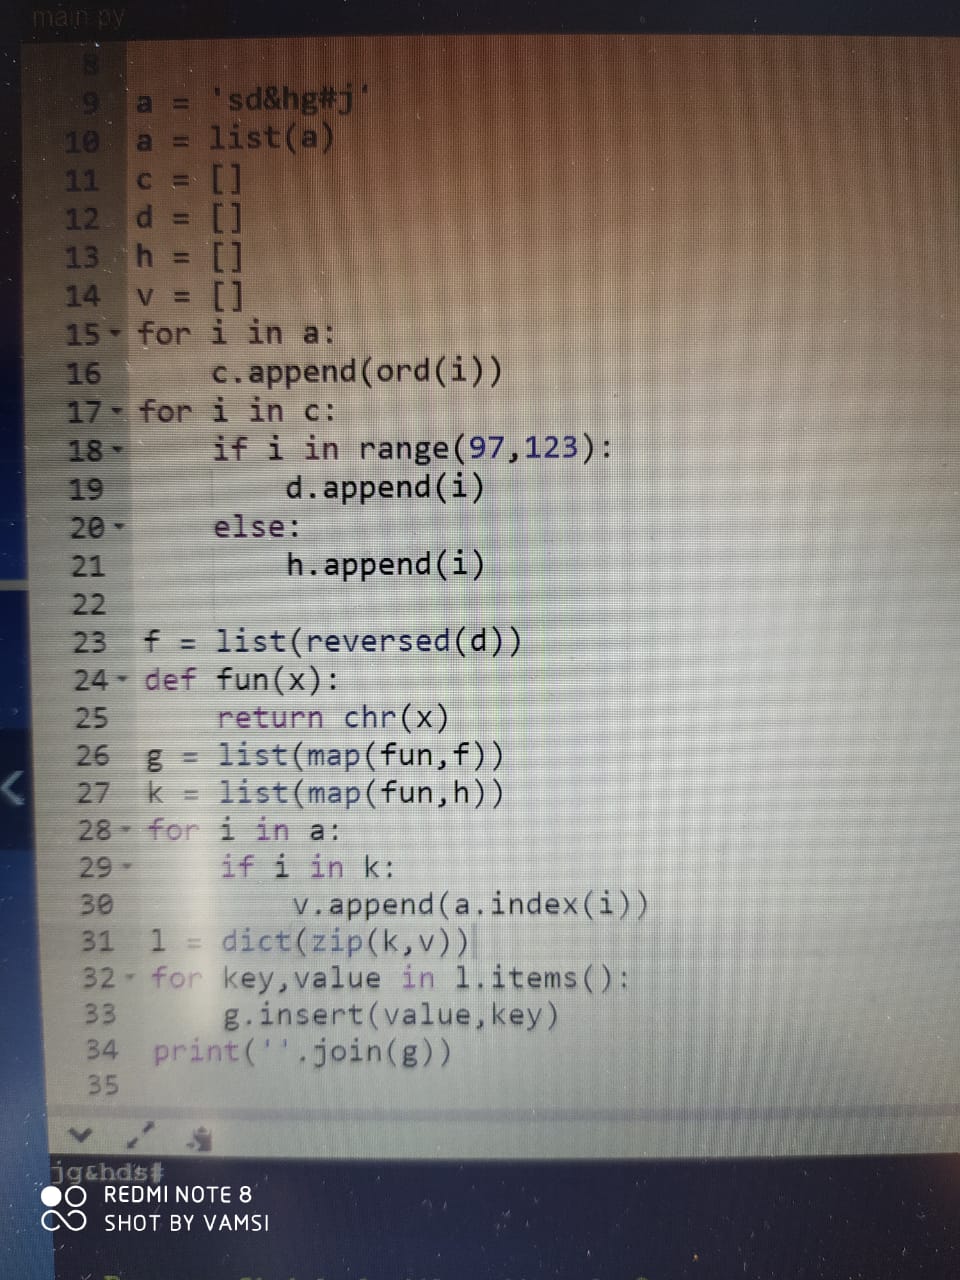 main.py
8
9 a = 'sd&hg#j'
10 a = list(a)
11 c = []
12 d = []
13 h = []
14 v = []
15 for i in a:
16 c.append(ord(i))
17 for i in c:
18 if i in range(97,123):
19 d.append(i)
20 else:
21 h.append(i)
22
23 f = list(reversed(d))
24 def fun(x):
25 return chr(x)
26 g = list(map(fun,f))
27 k = list(map(fun,h))
28 for i in a:
29 if i in k:
30 v.append(a.index(i))
31 l = dict(zip(k,v))
32 for key,value in l.items():
33 g.insert(value,key)
34 print(''.join(g))
35
REDMI NOTE 8
SHOT BY VAMSI